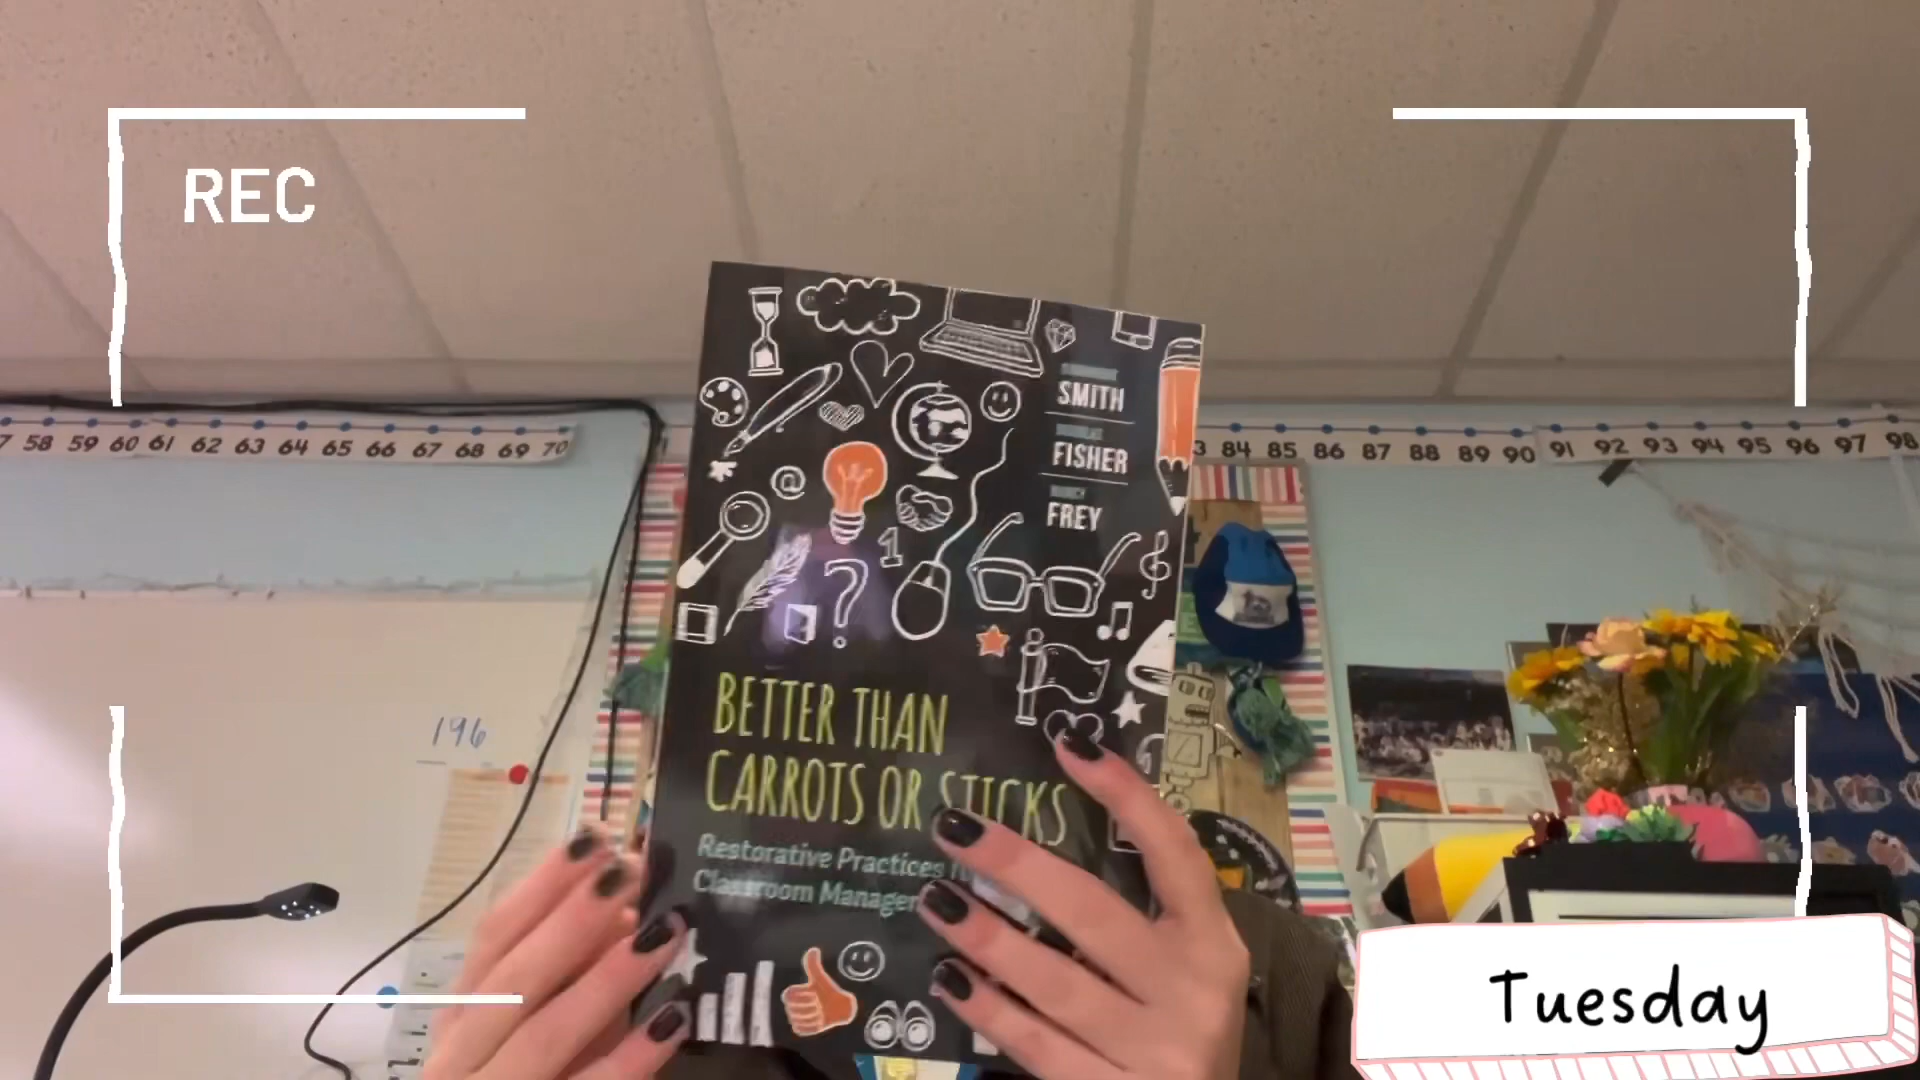 REC
58 59 60 61 62 63 64 65 66 67 68 69 70
84 85 86 87 88 89 90 91 92 93 94 95 96 97 98
SMITH
FISHER
FREY
@
1
?
BETTER THAN
CARROTS OR STICKS
Restorative Practices
Classroom
196
Tuesday